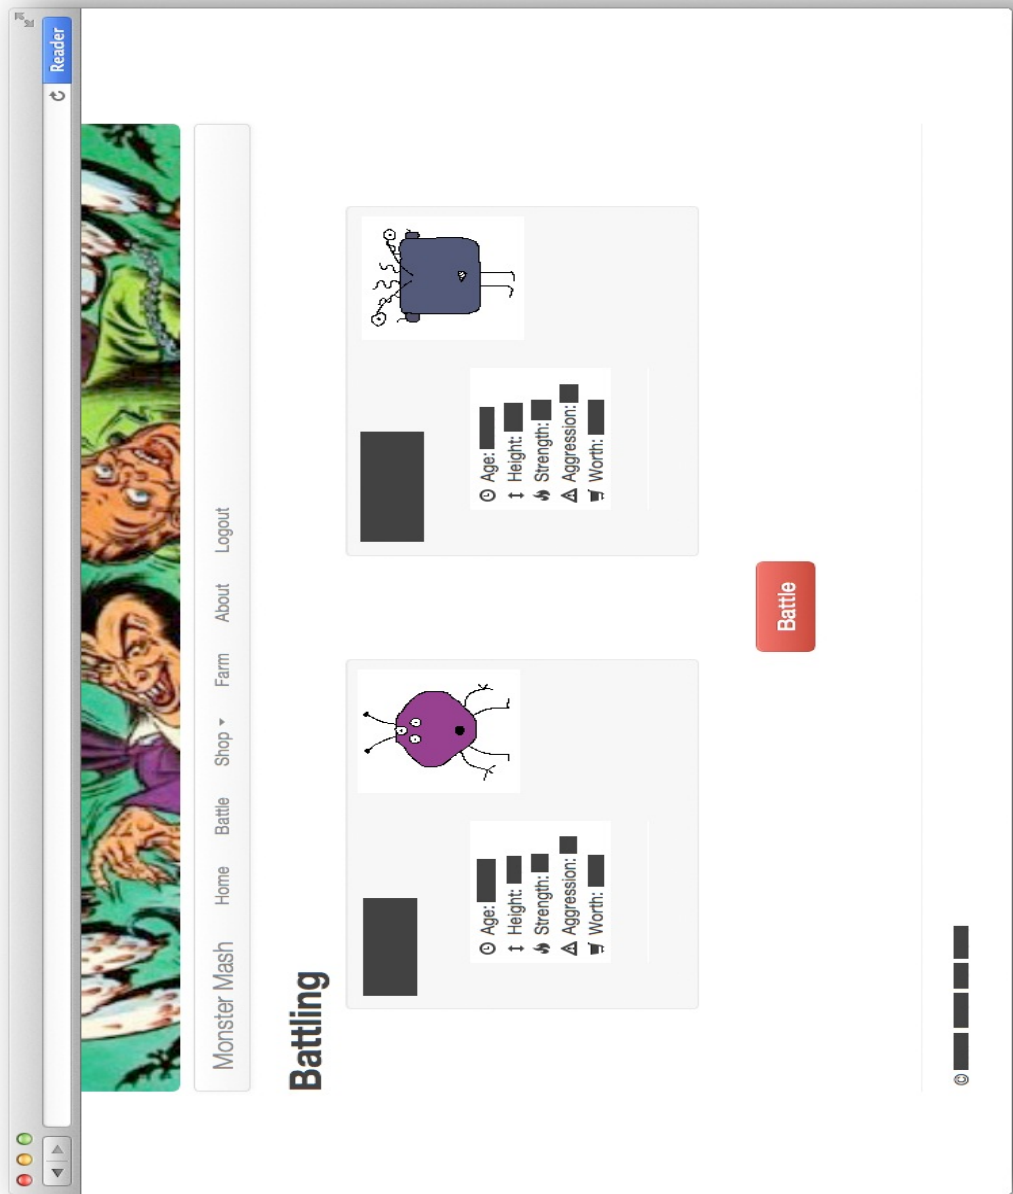 Reader
Monster Mash Home Battle Shop Farm About Logout
Battling
Age:
Height:
Strength:
Aggression:
Worth:
Age:
Height:
Strength:
Aggression:
Worth:
Battle
©